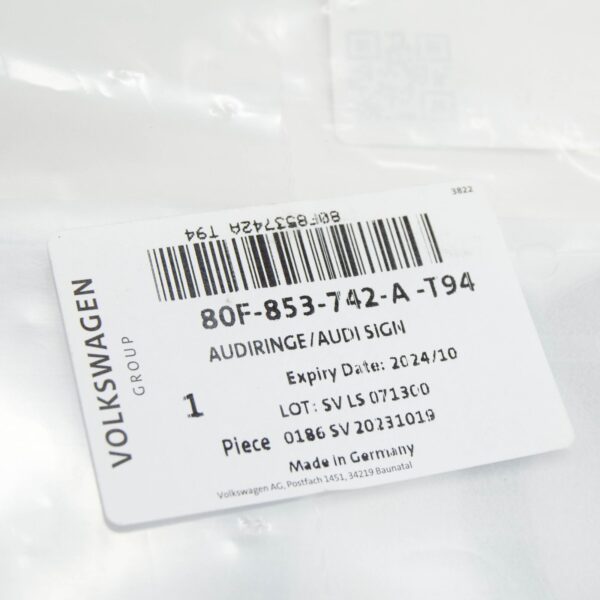 3822
80F853742A T94
80F-853-742-A -T94
AUDIRINGE/AUDI SIGN
Expiry Date: 2024/10
1
LOT: SV LS 071300
Piece 0186 SV 20231019
Made in Germany
Volkswagen AG, Postfach 1451, 34219 Baunatal
VOLKSWAGEN
GROUP